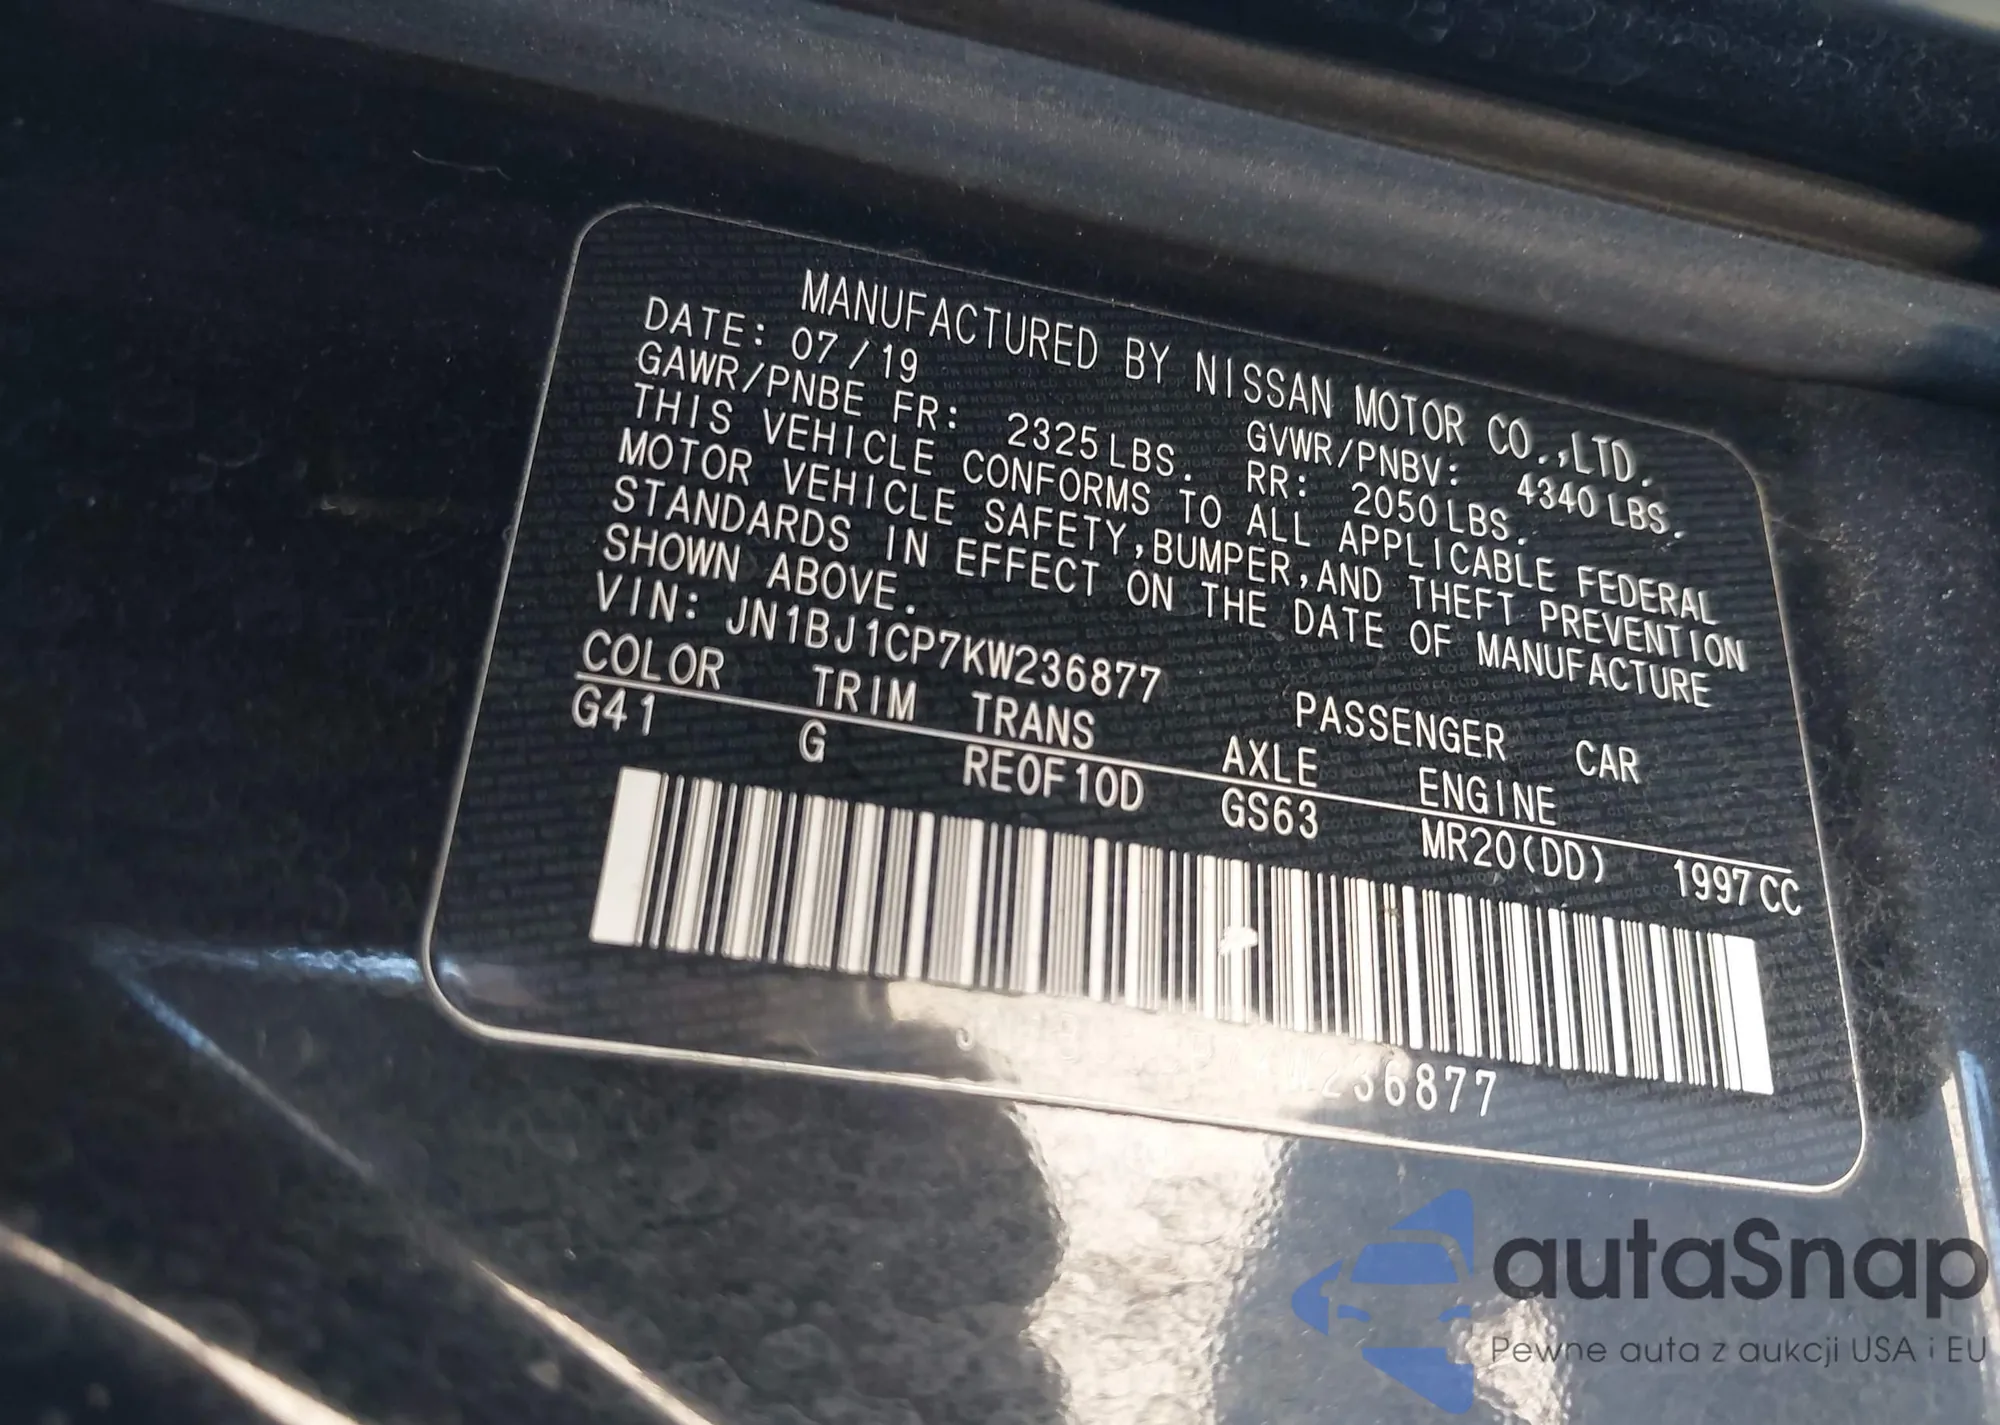 MANUFACTURED BY NISSAN MOTOR CO.,LTD.
DATE: 07/19 GVWR/PNBV: 4340LBS.
GAWR/PNBE FR: 2325LBS. RR: 2050LBS.
THIS VEHICLE CONFORMS TO ALL APPLICABLE FEDERAL
MOTOR VEHICLE SAFETY,BUMPER,AND THEFT PREVENTION
STANDARDS IN EFFECT ON THE DATE OF MANUFACTURE
SHOWN ABOVE.
VIN: JN1BJ1CP7KW236877 PASSENGER CAR
COLOR TRIM TRANS AXLE ENGINE
G41 G RE0F10D GS63 MR20(DD) 1997CC
W236877
autaSnap
Pewne auta z aukcji USA i EU